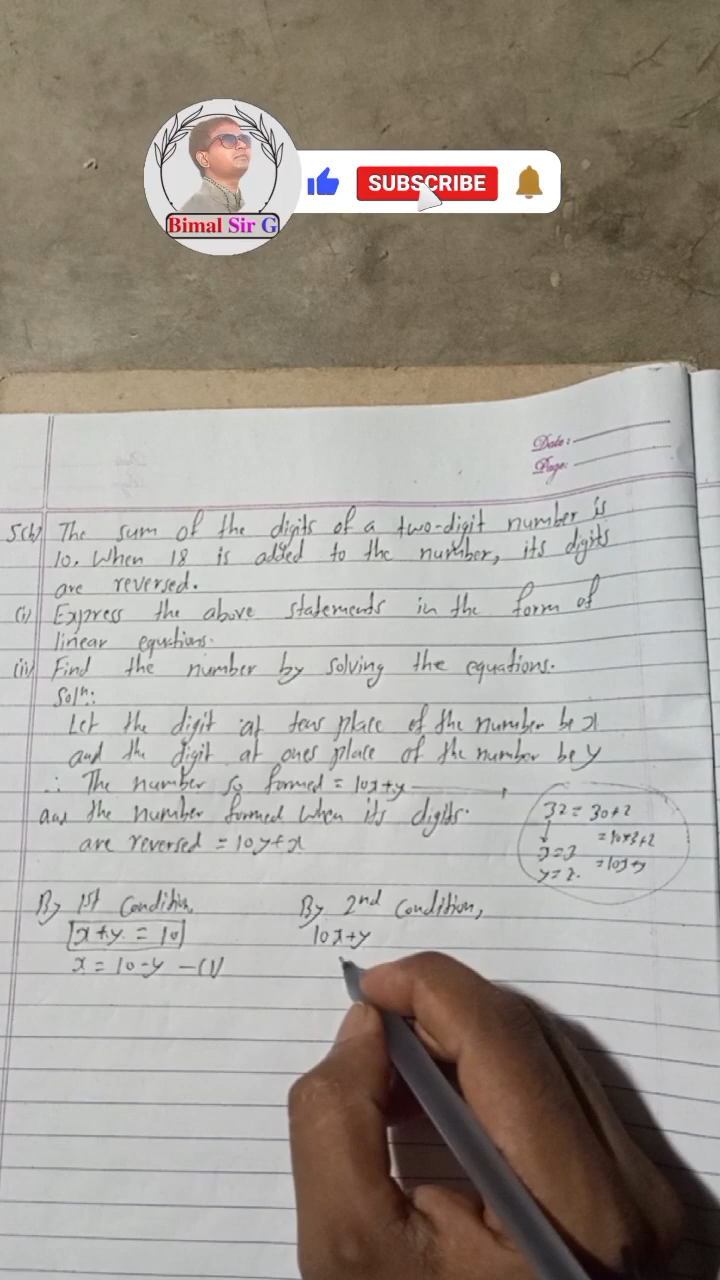 Bimal Sir G
SUBSCRIBE
Date:
Page:
5(b) The sum of the digits of a two-digit number is
10. When 18 is added to the number, its digits
are reversed.
(i) Express the above statements in the form of
linear equations.
(ii) Find the number by solving the equations.
Solⁿ:
Let the digit at tens place of the number be x
and the digit at ones place of the number be y
∴ The number so formed = 10x+y
and the number formed when its digits
are reversed = 10y+x
32 = 30+2
= 10×3+2
x=3
= 10x+y
y=2.
By 1st Condition,
x+y = 10
x = 10-y -(1)
By 2nd Condition,
10x+y